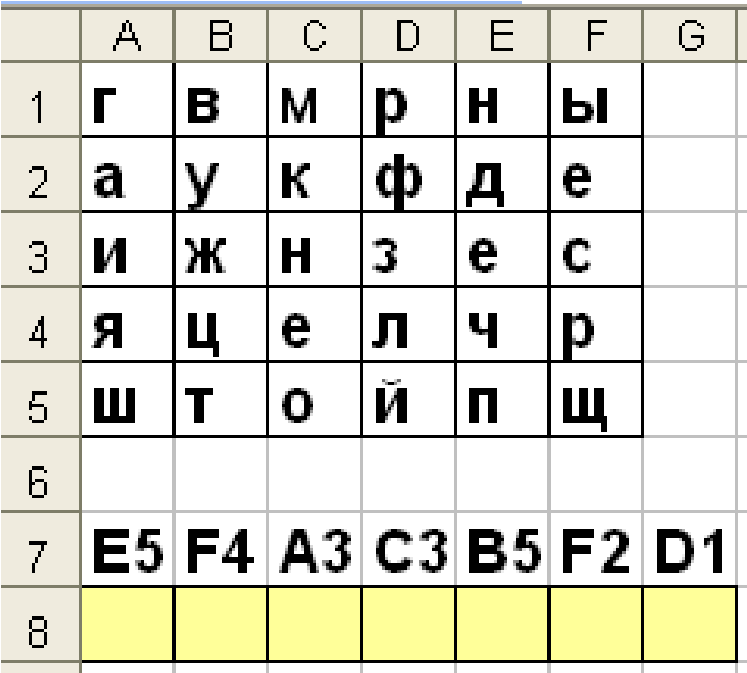 A B C D E F G
1 г в м р н ы
2 а у к ф д е
3 и ж н з е с
4 я ц е л ч р
5 ш т о й п щ
6
7 E5 F4 A3 C3 B5 F2 D1
8